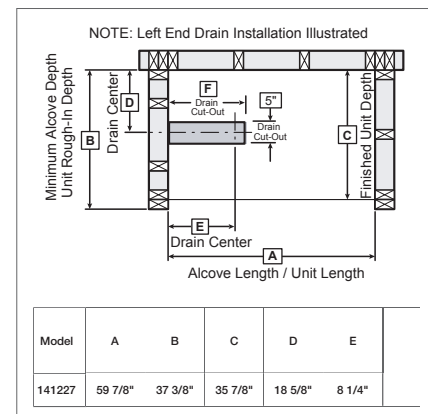 NOTE: Left End Drain Installation Illustrated
Minimum Alcove Depth
Unit Rough-In Depth
B
Drain Center
D
F
Drain
Cut-Out
5"
Drain
Cut-Out
C
Finished Unit Depth
E
Drain Center
A
Alcove Length / Unit Length
Model A B C D E
141227 59 7/8" 37 3/8" 35 7/8" 18 5/8" 8 1/4"